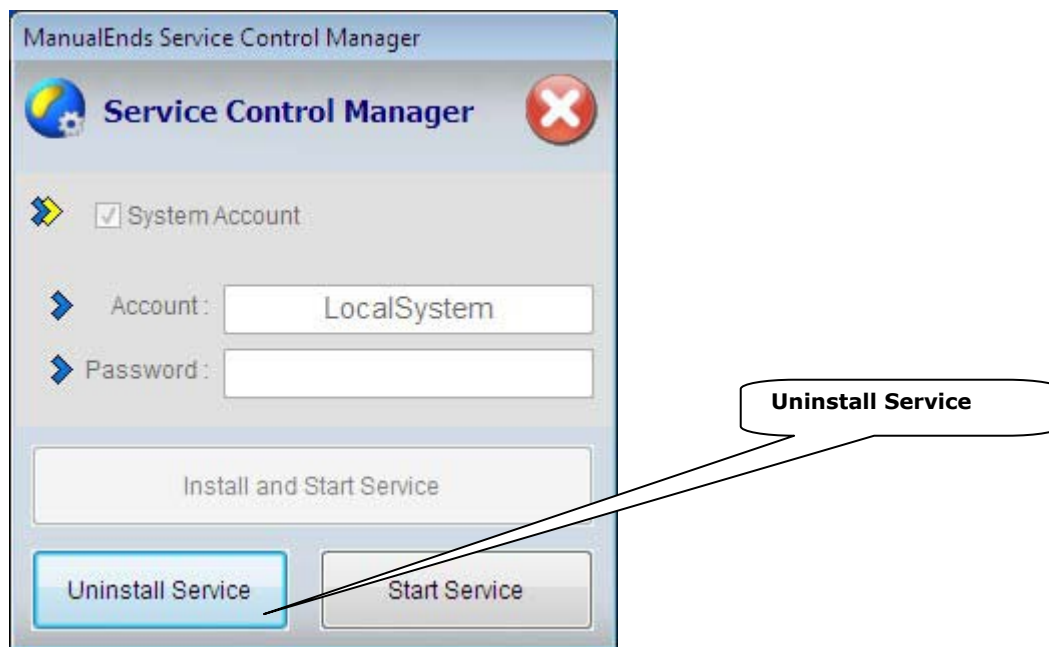 ManualEnds Service Control Manager
Service Control Manager
System Account
Account :
LocalSystem
Password :
Uninstall Service
Install and Start Service
Uninstall Service
Start Service